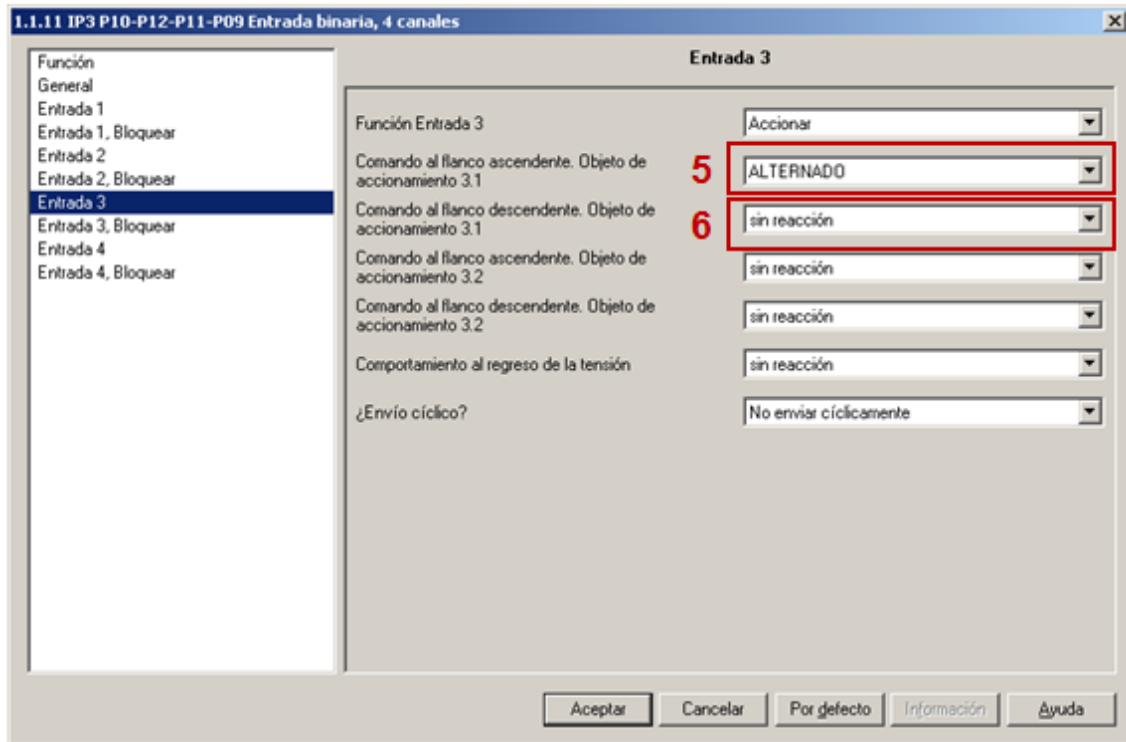 1.1.11 IP3 P10-P12-P11-P09 Entrada binaria, 4 canales
Función
General
Entrada 1
Entrada 1, Bloquear
Entrada 2
Entrada 2, Bloquear
Entrada 3
Entrada 3, Bloquear
Entrada 4
Entrada 4, Bloquear
Entrada 3
Función Entrada 3
Accionar
Comando al flanco ascendente. Objeto de
accionamiento 3.1
5
ALTERNADO
Comando al flanco descendente. Objeto de
accionamiento 3.1
6
sin reacción
Comando al flanco ascendente. Objeto de
accionamiento 3.2
sin reacción
Comando al flanco descendente. Objeto de
accionamiento 3.2
sin reacción
Comportamiento al regreso de la tensión
sin reacción
¿Envío cíclico?
No enviar cíclicamente
Aceptar
Cancelar
Por defecto
Información
Ayuda